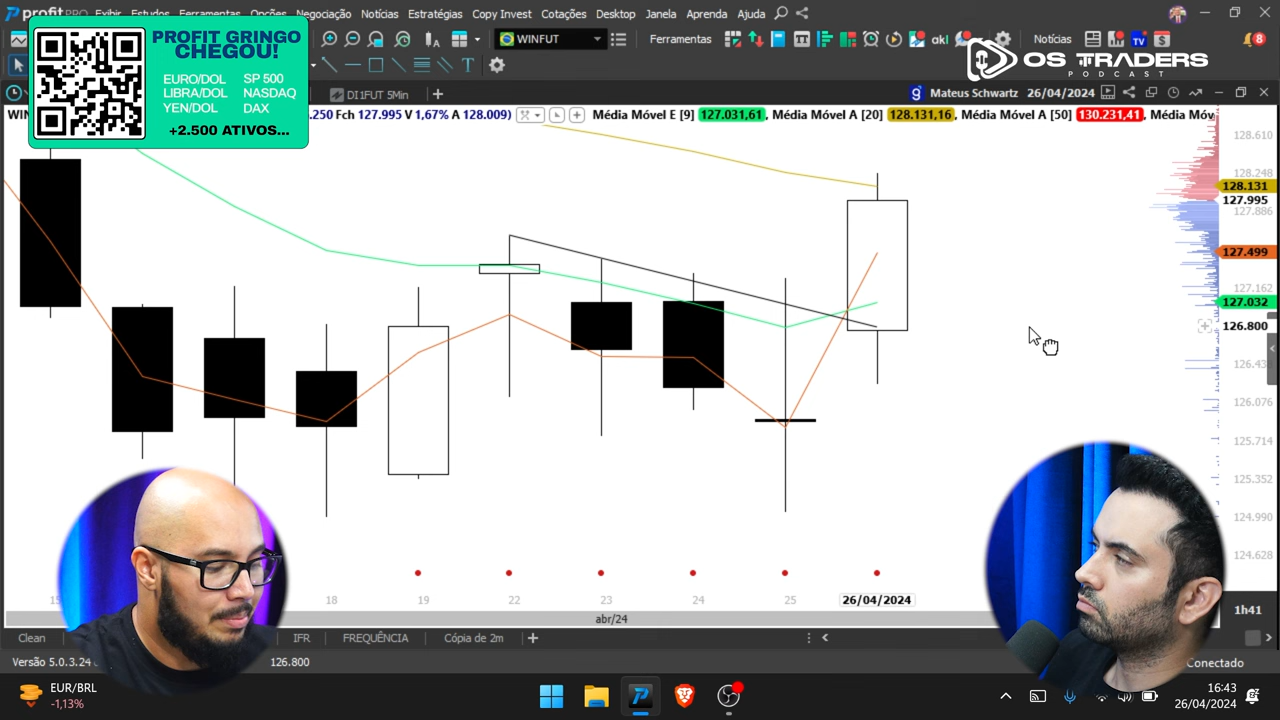 profit PRO Exibir Estudos Ferramentas Opções Negociação Notícias Estratégias Copy Invest Cotações Desktop Janela Aprenda Ajuda
PROFIT GRINGO
CHEGOU!
EURO/DOL SP 500
LIBRA/DOL NASDAQ
YEN/DOL DAX
+2.500 ATIVOS...
WINFUT
Ferramentas
akl
Notícias
TV
8
OS TRADERS
PODCAST
DI1FUT 5Min
Mateus Schwartz 26/04/2024
.250 Fch 127.995 V 1,67% A 128.009)
Média Móvel E [9] 127.031,61, Média Móvel A [20] 128.131,16, Média Móvel A [50] 130.231,41, Média Móv
128.610
128.248
128.131
127.995
127.886
127.499
127.162
127.032
126.800
126.076
125.714
125.352
124.990
124.628
18 19 22 23 24 25 26/04/2024
abr/24
1h41
Clean IFR FREQUÊNCIA Cópia de 2m
Versão 5.0.3.24 126.800 Conectado
EUR/BRL
-1,13%
16:43
26/04/2024